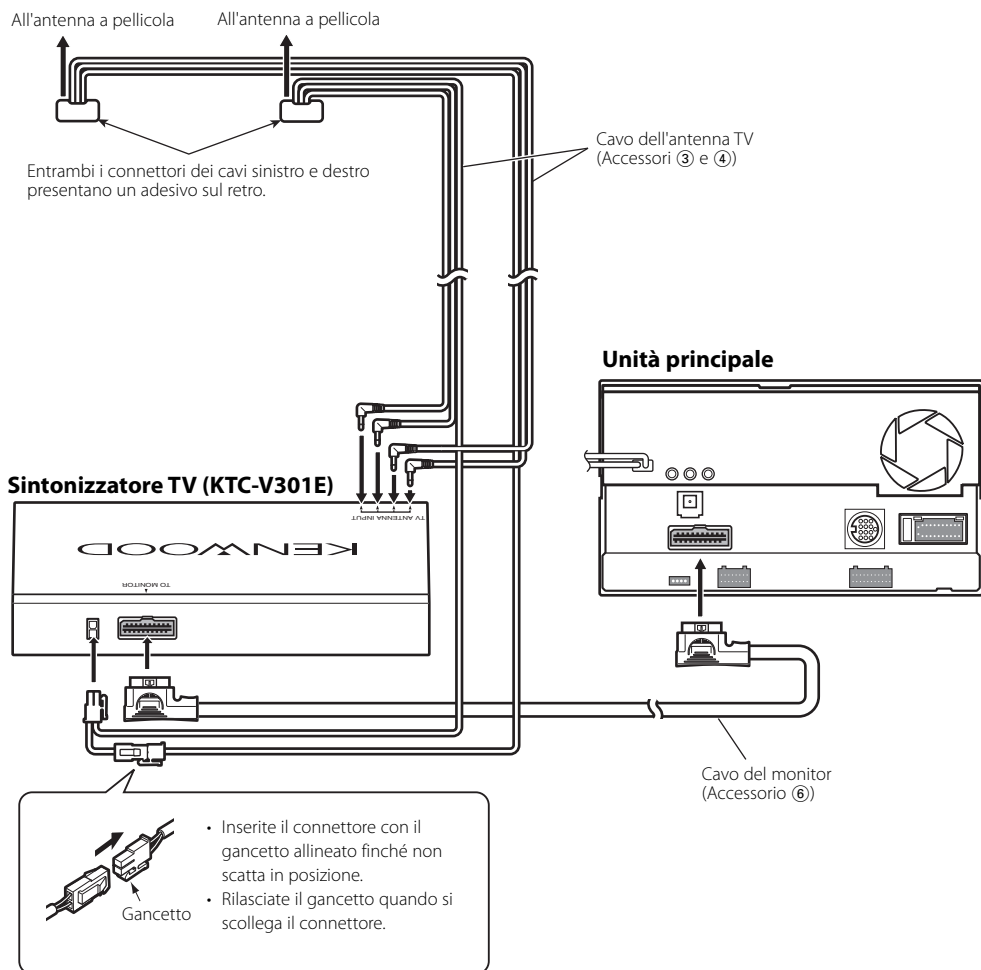 All'antenna a pellicola
All'antenna a pellicola
Entrambi i connettori dei cavi sinistro e destro
presentano un adesivo sul retro.
Cavo dell'antenna TV
(Accessori ③ e ④)
Unità principale
Sintonizzatore TV (KTC-V301E)
TV ANTENNA INPUT
KENWOOD
TO MONITOR
Cavo del monitor
(Accessorio ⑥)
• Inserite il connettore con il
gancetto allineato finché non
scatta in posizione.
• Rilasciate il gancetto quando si
scollega il connettore.
Gancetto